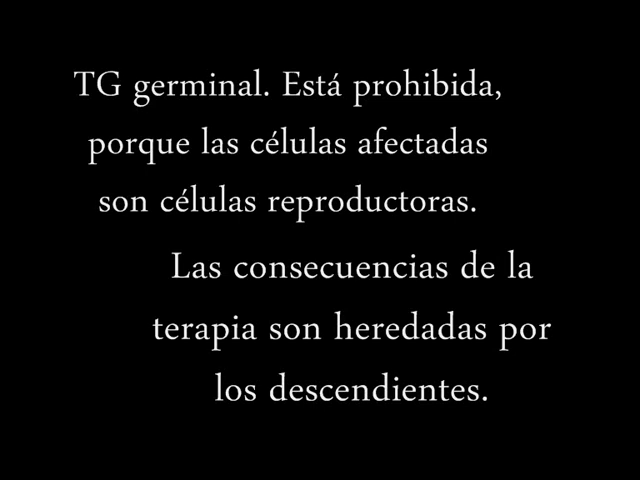 TG germinal. Está prohibida,
porque las células afectadas
son células reproductoras.
Las consecuencias de la
terapia son heredadas por
los descendientes.